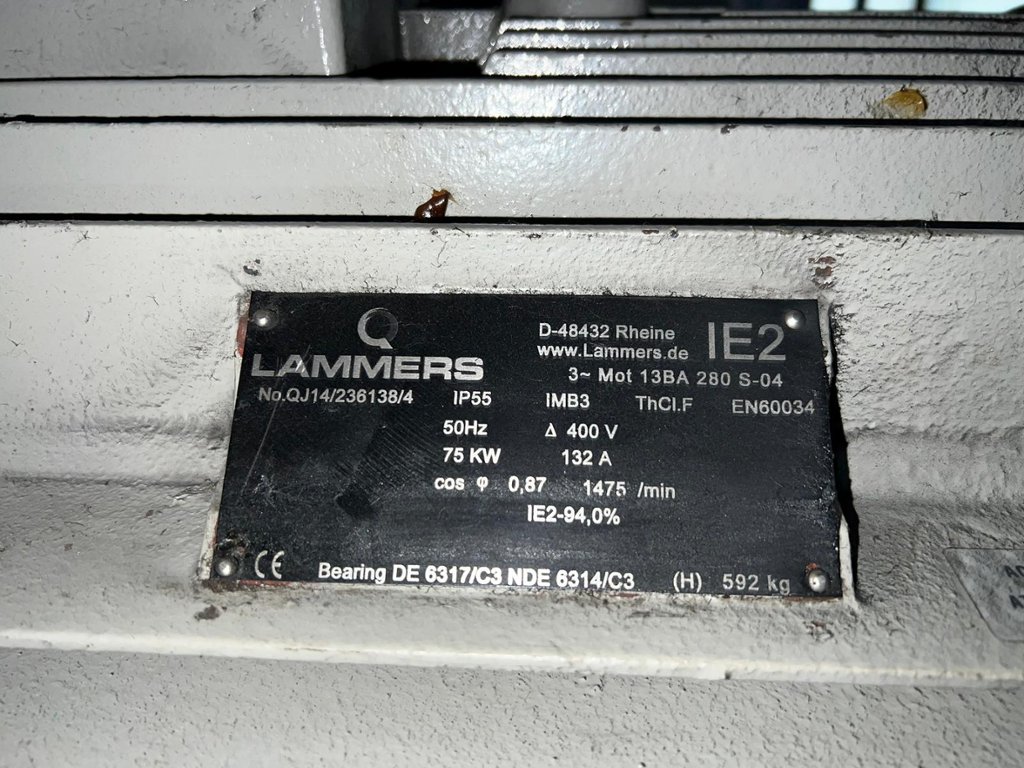 LAMMERS
D-48432 Rheine
www.Lammers.de
IE2
3~ Mot 13BA 280 S-04
No.QJ14/236138/4 IP55 IMB3 ThCl.F EN60034
50Hz Δ 400 V
75 KW 132 A
cos φ 0,87 1475 /min
IE2-94,0%
CE Bearing DE 6317/C3 NDE 6314/C3 (H) 592 kg